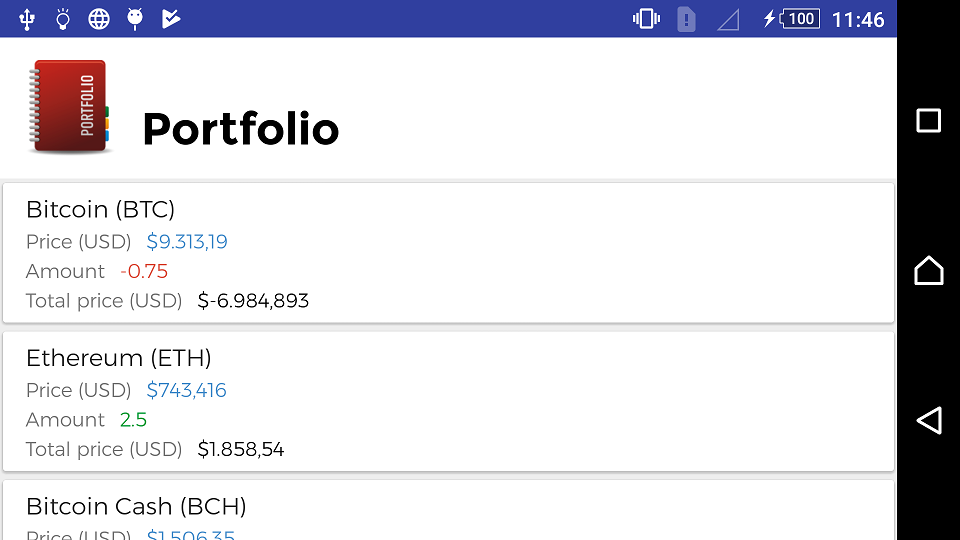 100 11:46
PORTFOLIO
Portfolio
Bitcoin (BTC)
Price (USD) $9.313,19
Amount -0.75
Total price (USD) $-6.984,893
Ethereum (ETH)
Price (USD) $743,416
Amount 2.5
Total price (USD) $1.858,54
Bitcoin Cash (BCH)
Price (USD) $1.506,35